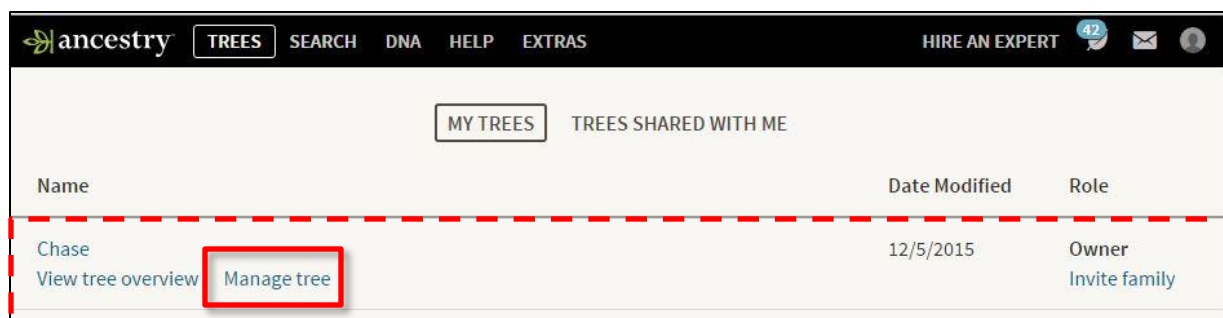 ancestry TREES SEARCH DNA HELP EXTRAS HIRE AN EXPERT 42
MY TREES TREES SHARED WITH ME
Name Date Modified Role
Chase 12/5/2015 Owner
View tree overview Manage tree Invite family